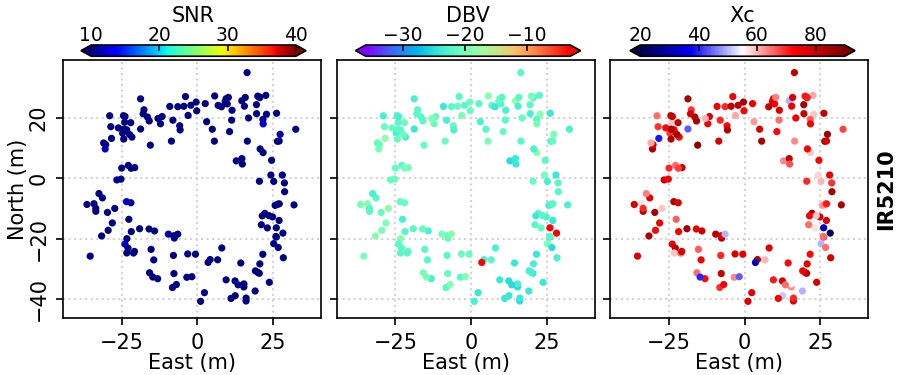 SNR DBV Xc
10 20 30 40 −30 −20 −10 20 40 60 80
North (m)
20
0
−20
−40
−25 0 25 −25 0 25 −25 0 25
East (m) East (m) East (m)
IR5210